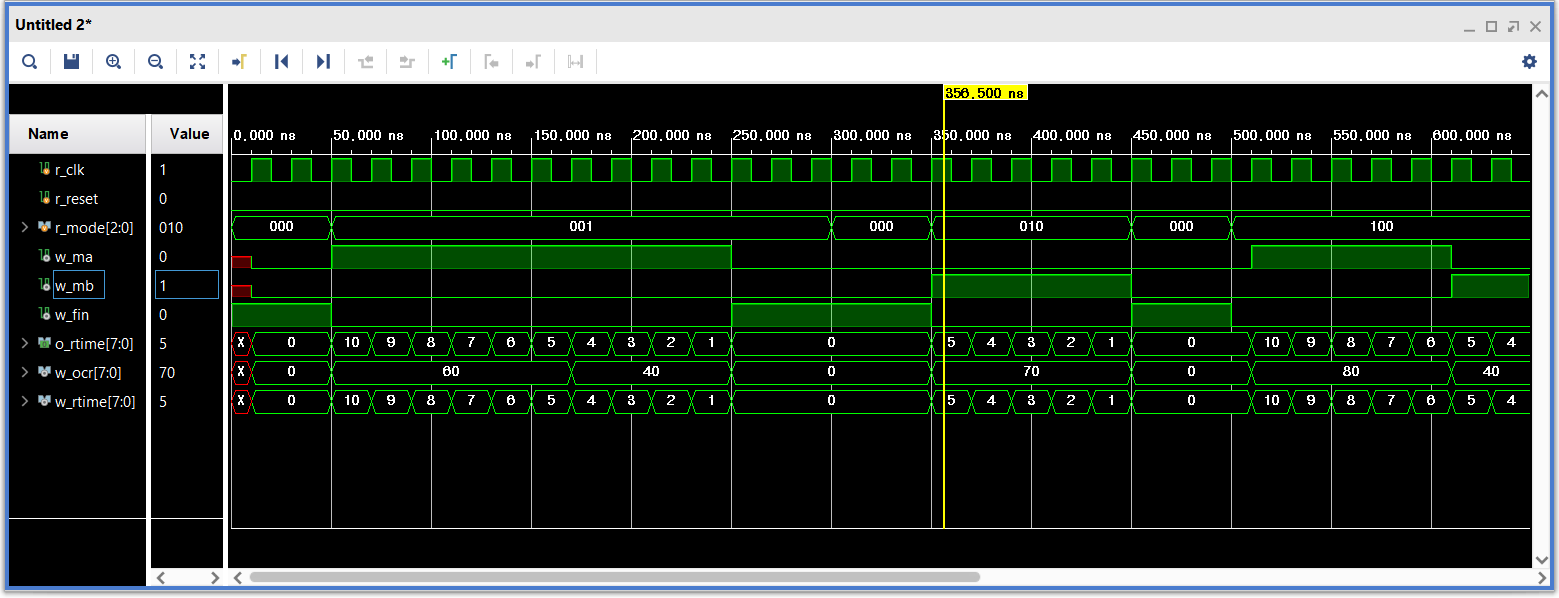 Untitled 2*
356.500 ns
Name Value 0.000 ns 50.000 ns 100.000 ns 150.000 ns 200.000 ns 250.000 ns 300.000 ns 350.000 ns 400.000 ns 450.000 ns 500.000 ns 550.000 ns 600.000 ns
r_clk 1
r_reset 0
r_mode[2:0] 010 000 001 000 010 000 100
w_ma 0
w_mb 1
w_fin 0
o_rtime[7:0] 5 X 0 10 9 8 7 6 5 4 3 2 1 0 5 4 3 2 1 0 10 9 8 7 6 5 4
w_ocr[7:0] 70 X 0 60 40 0 70 0 80 40
w_rtime[7:0] 5 X 0 10 9 8 7 6 5 4 3 2 1 0 5 4 3 2 1 0 10 9 8 7 6 5 4